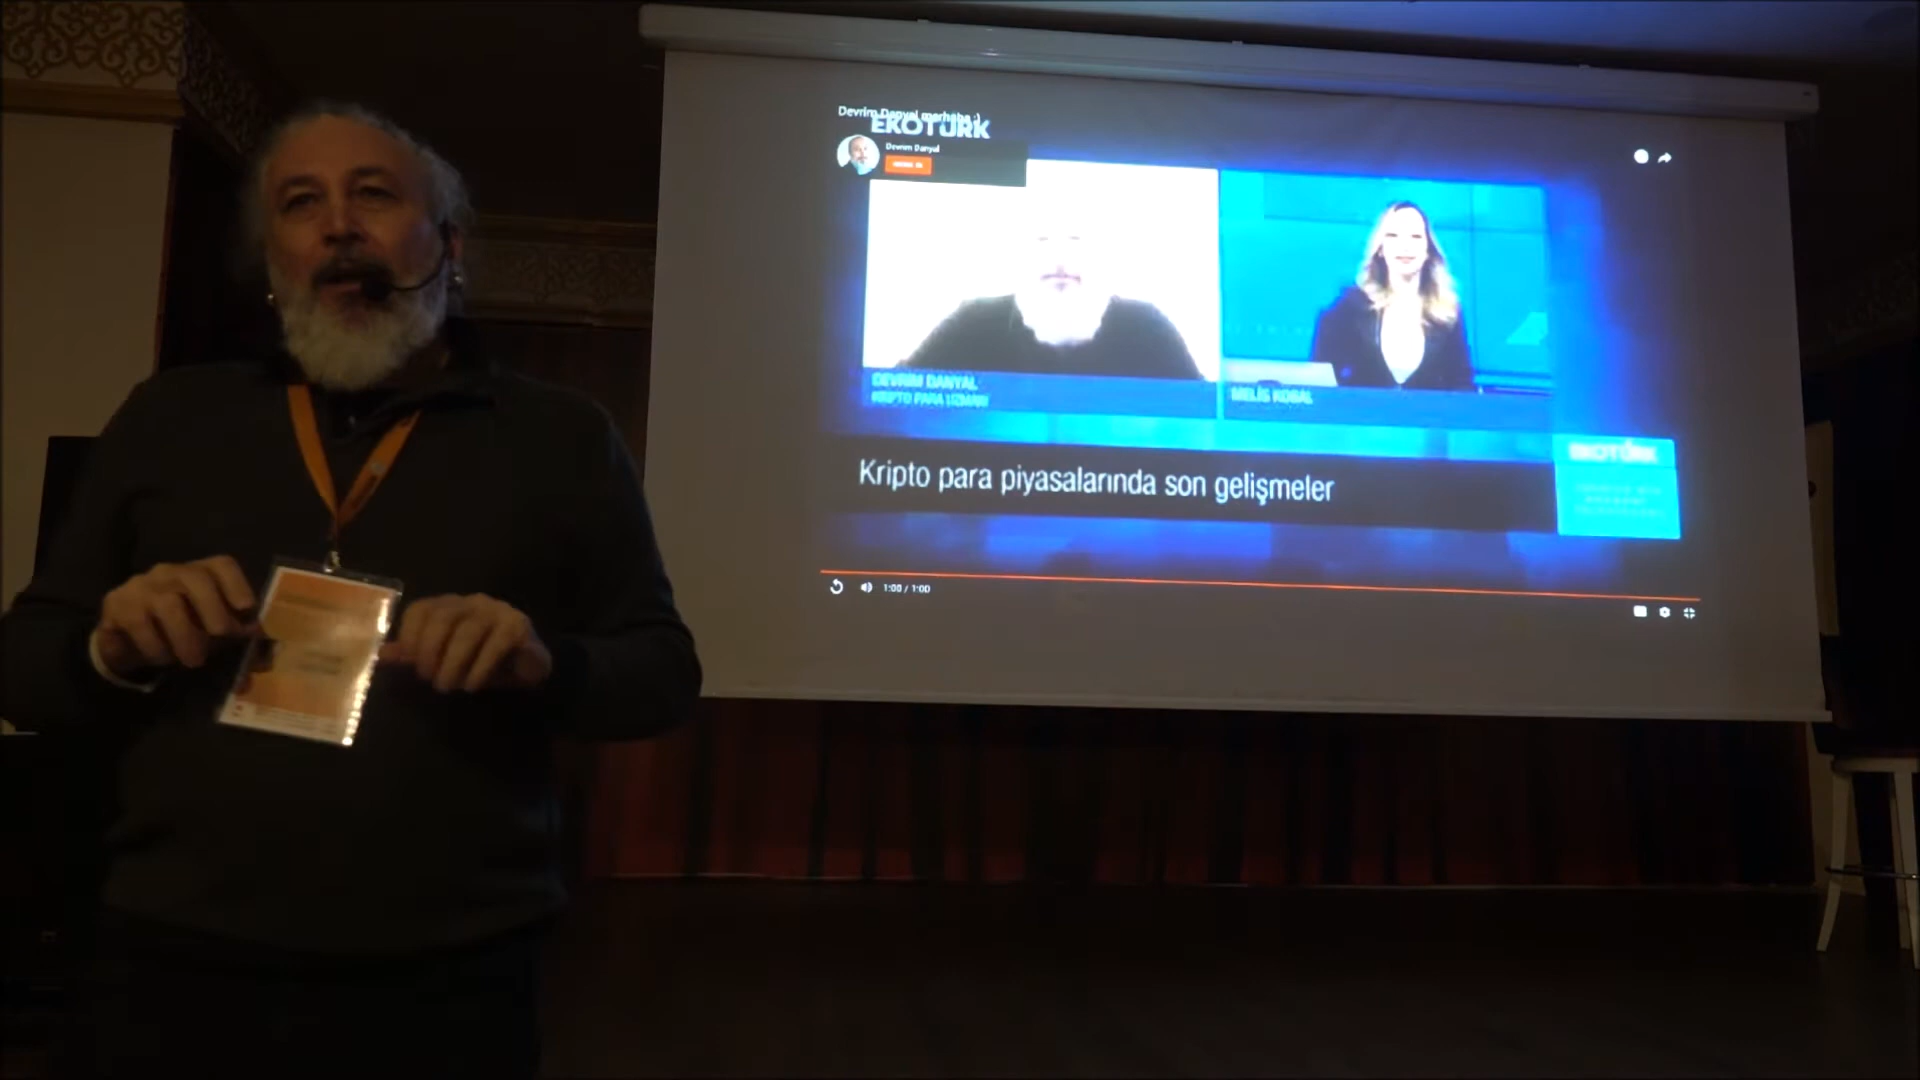 Devrim Danyal merhaba :)
EKOTÜRK
Devrim Danyal
DEVRİM DANYAL
KRİPTO PARA UZMANI
MELİS KOBAL
Kripto para piyasalarında son gelişmeler
EKOTÜRK
1:00 / 1:00